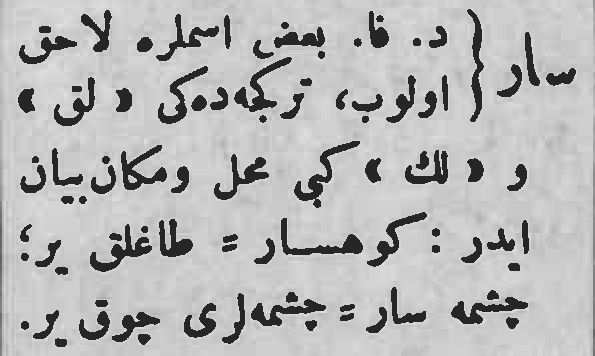 سار { د. فا. بعض اسملره لاحق
اولوب، ترکجه‌ده‌کی « لق »
و « لك » کبی محل ومکان بیان
ایدر : کوهسار = طاغلق یر؛
چشمه سار = چشمه‌لری چوق یر.